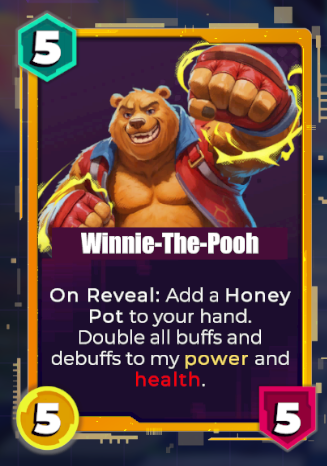 5
Winnie-The-Pooh
On Reveal: Add a Honey
Pot to your hand.
Double all buffs and
debuffs to my power and
health.
5
5